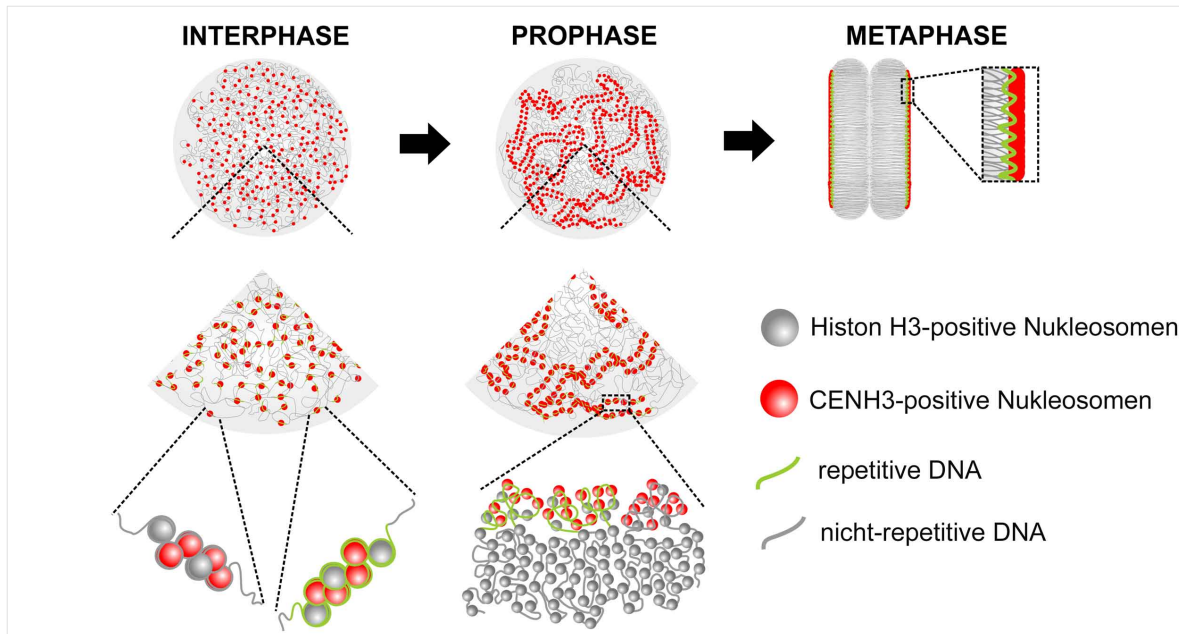 INTERPHASE
PROPHASE
METAPHASE
Histon H3-positive Nukleosomen
CENH3-positive Nukleosomen
repetitive DNA
nicht-repetitive DNA